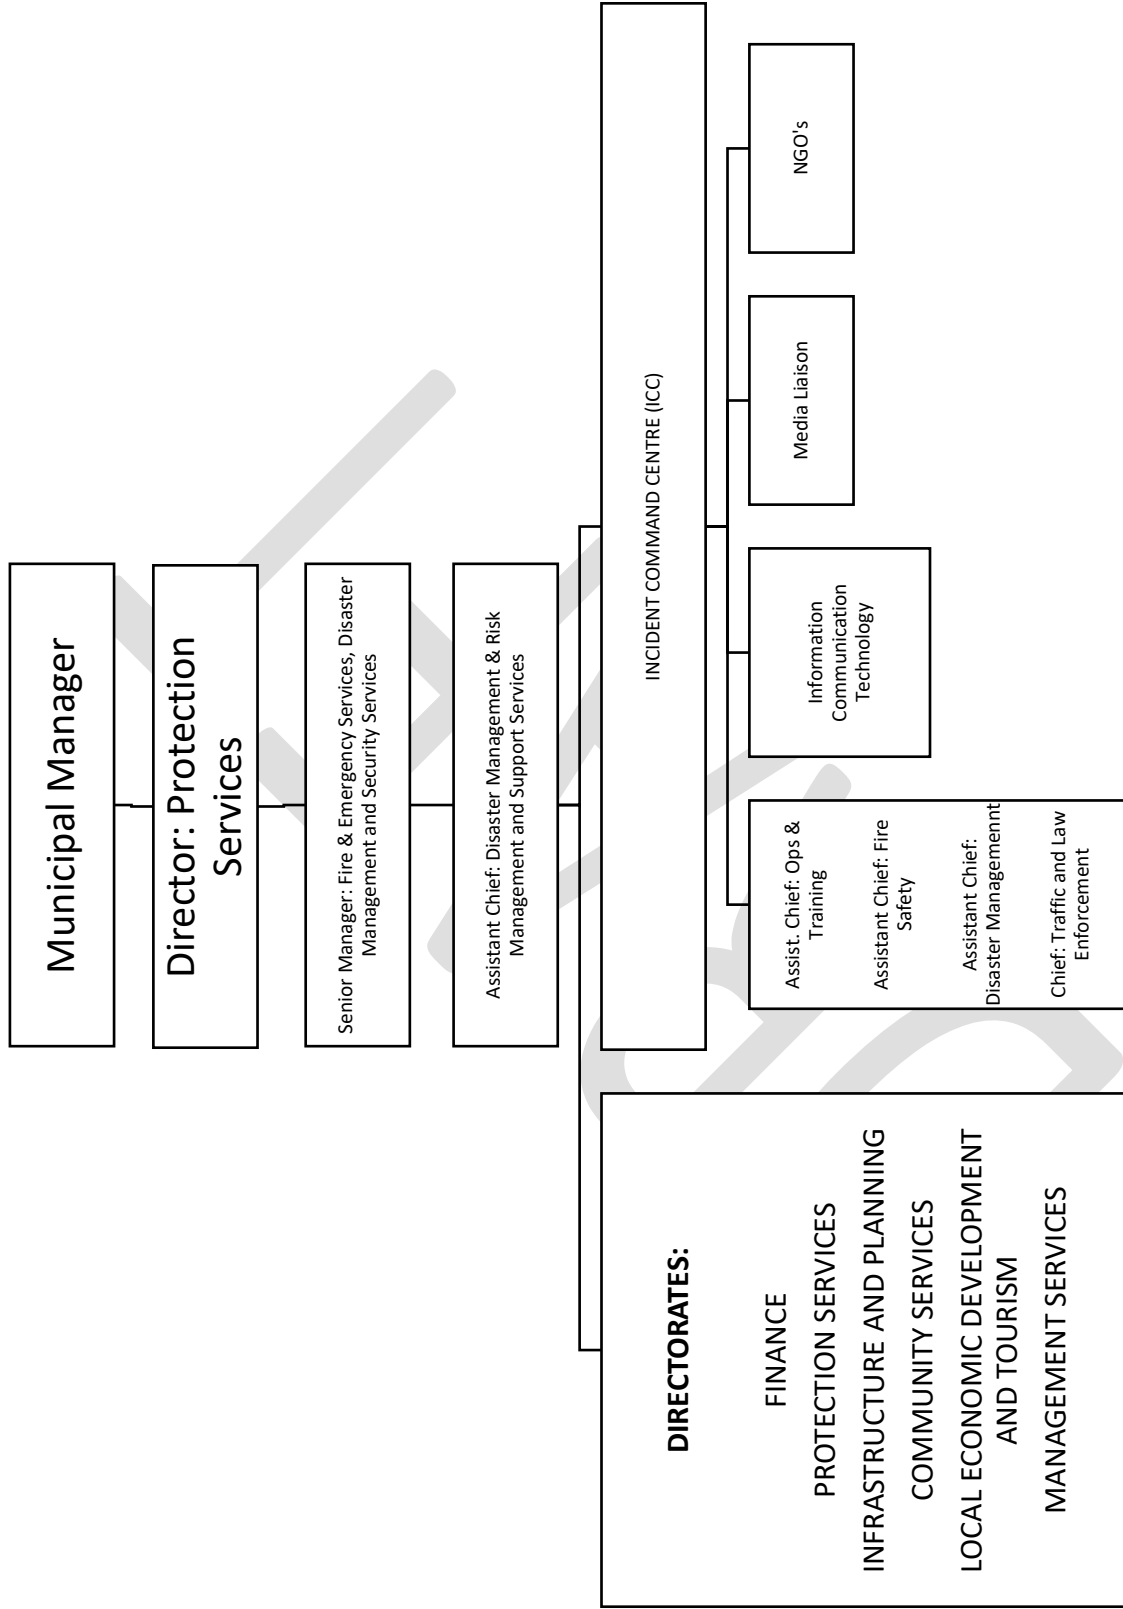 Municipal Manager
Director: Protection
Services
Senior Manager: Fire & Emergency Services, Disaster
Management and Security Services
Assistant Chief: Disaster Management & Risk
Management and Support Services
DIRECTORATES:
FINANCE
PROTECTION SERVICES
INFRASTRUCTURE AND PLANNING
COMMUNITY SERVICES
LOCAL ECONOMIC DEVELOPMENT
AND TOURISM
MANAGEMENT SERVICES
INCIDENT COMMAND CENTRE (ICC)
Assist. Chief: Ops &
Training
Assistant Chief: Fire
Safety
Assistant Chief:
Disaster Managemennt
Chief: Traffic and Law
Enforcement
Information
Communication
Technology
Media Liaison
NGO's